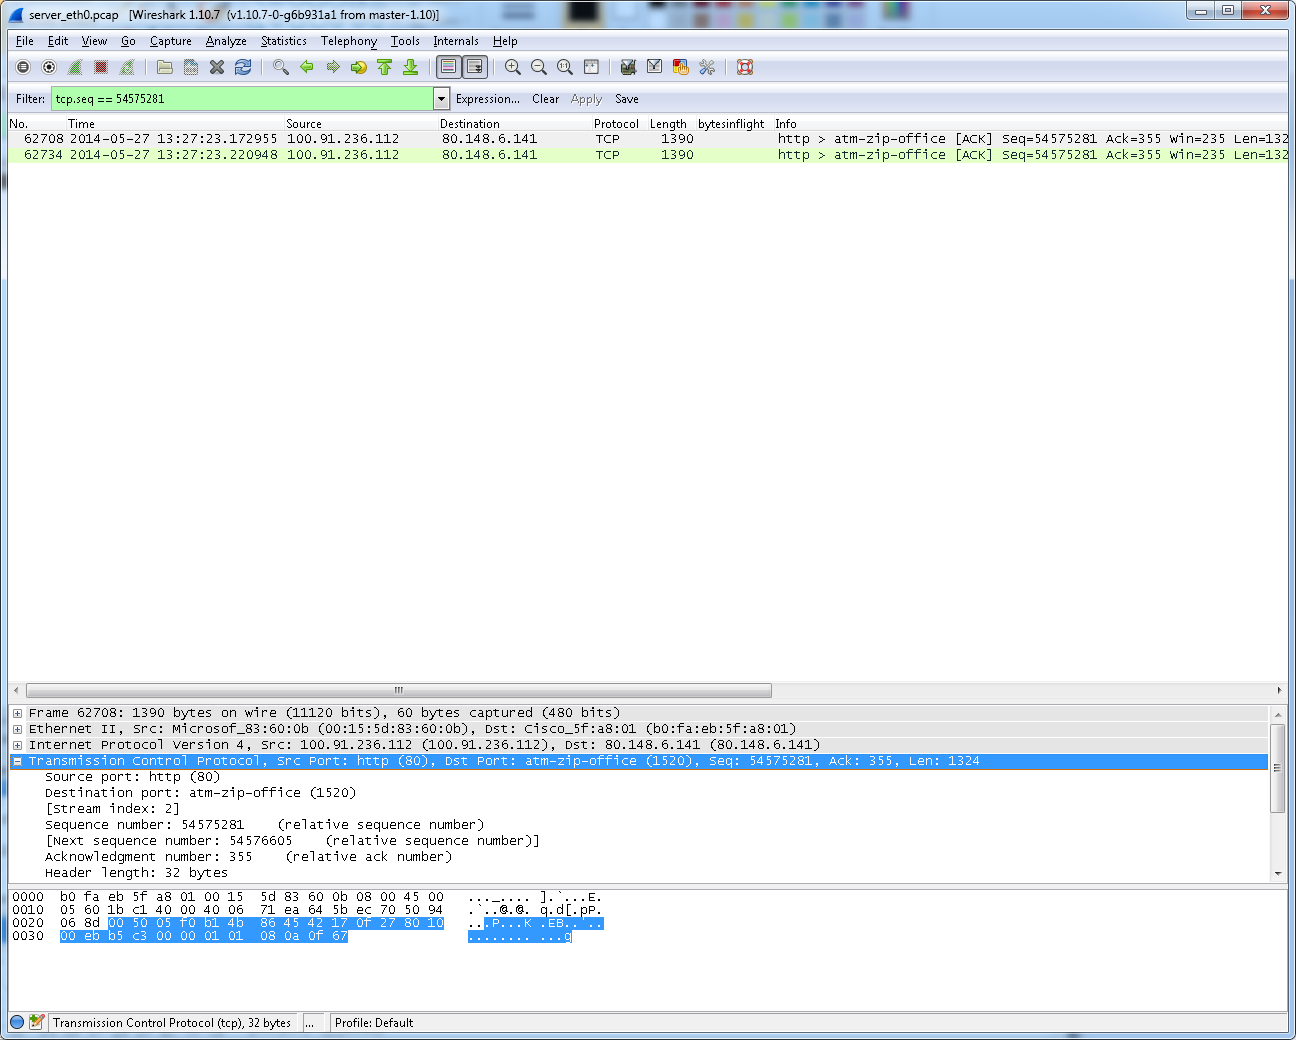 server_eth0.pcap [Wireshark 1.10.7 (v1.10.7-0-g6b931a1 from master-1.10)]
File Edit View Go Capture Analyze Statistics Telephony Tools Internals Help
Filter: tcp.seq == 54575281 Expression... Clear Apply Save
No. Time Source Destination Protocol Length bytesinflight Info
62708 2014-05-27 13:27:23.172955 100.91.236.112 80.148.6.141 TCP 1390 http > atm-zip-office [ACK] Seq=54575281 Ack=355 Win=235 Len=132
62734 2014-05-27 13:27:23.220948 100.91.236.112 80.148.6.141 TCP 1390 http > atm-zip-office [ACK] Seq=54575281 Ack=355 Win=235 Len=132
Frame 62708: 1390 bytes on wire (11120 bits), 60 bytes captured (480 bits)
Ethernet II, Src: Microsof_83:60:0b (00:15:5d:83:60:0b), Dst: Cisco_5f:a8:01 (b0:fa:eb:5f:a8:01)
Internet Protocol Version 4, Src: 100.91.236.112 (100.91.236.112), Dst: 80.148.6.141 (80.148.6.141)
Transmission Control Protocol, Src Port: http (80), Dst Port: atm-zip-office (1520), Seq: 54575281, Ack: 355, Len: 1324
Source port: http (80)
Destination port: atm-zip-office (1520)
[Stream index: 2]
Sequence number: 54575281 (relative sequence number)
[Next sequence number: 54576605 (relative sequence number)]
Acknowledgment number: 355 (relative ack number)
Header length: 32 bytes
0000 b0 fa eb 5f a8 01 00 15 5d 83 60 0b 08 00 45 00 ..._.... ].`...E.
0010 05 60 1b c1 40 00 40 06 71 ea 64 5b ec 70 50 94 .`..@.@. q.d[.pP.
0020 06 8d 00 50 05 f0 b1 4b 86 45 42 17 0f 27 80 10 ...P...K .EB..'..
0030 00 eb b5 c3 00 00 01 01 08 0a 0f 67 ........ ...g
Transmission Control Protocol (tcp), 32 bytes ... Profile: Default